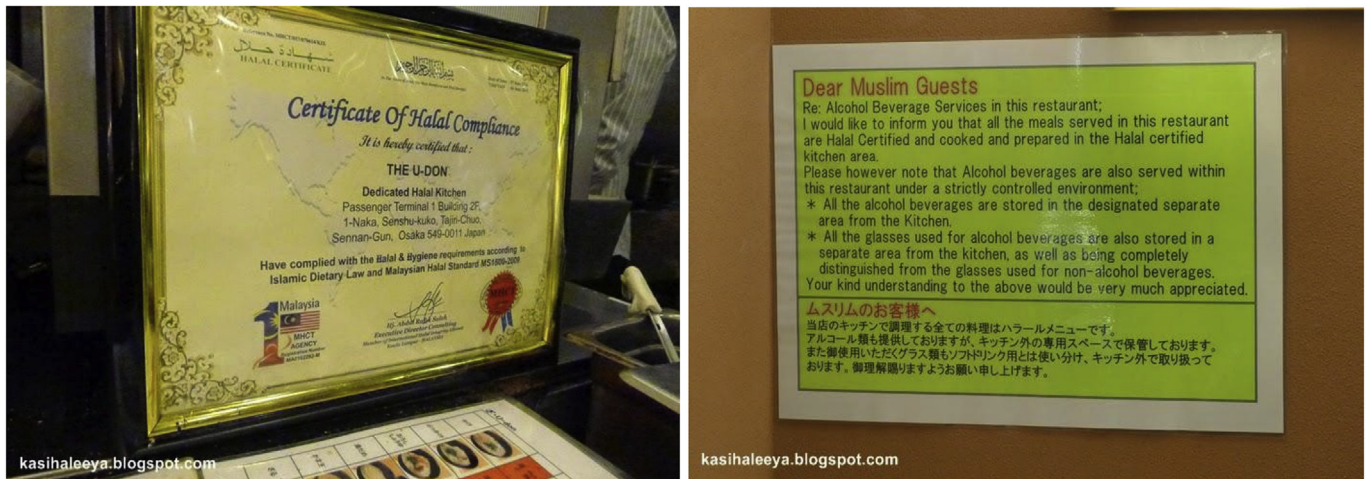 شهادة حلال
HALAL CERTIFICATE
Certificate Of Halal Compliance
It is hereby certified that :
THE U-DON
Dedicated Halal Kitchen
Passenger Terminal 1 Building 2F,
1-Naka, Senshu-kuko, Tajiri-Chuo,
Sennan-Gun, Osaka 549-0011 Japan
Have complied with the Halal & Hygiene requirements according to
Islamic Dietary Law and Malaysian Halal Standard MS1500-2009
1 Malaysia
MHCT
AGENCY
Registration Number
Executive Director Consulting
MHCT
kasihaleeya.blogspot.com
Dear Muslim Guests
Re: Alcohol Beverage Services in this restaurant;
I would like to inform you that all the meals served in this restaurant
are Halal Certified and cooked and prepared in the Halal certified
kitchen area.
Please however note that Alcohol beverages are also served within
this restaurant under a strictly controlled environment;
* All the alcohol beverages are stored in the designated separate
area from the Kitchen.
* All the glasses used for alcohol beverages are also stored in a
separate area from the kitchen, as well as being completely
distinguished from the glasses used for non-alcohol beverages.
Your kind understanding to the above would be very much appreciated.
ムスリムのお客様へ
当店のキッチンで調理する全ての料理はハラールメニューです。
アルコール類も提供しておりますが、キッチン外の専用スペースで保管しております。
また御使用いただくグラス類もソフトドリンク用とは使い分け、キッチン外で取り扱って
おります。御理解賜りますようお願い申し上げます。
kasihaleeya.blogspot.com